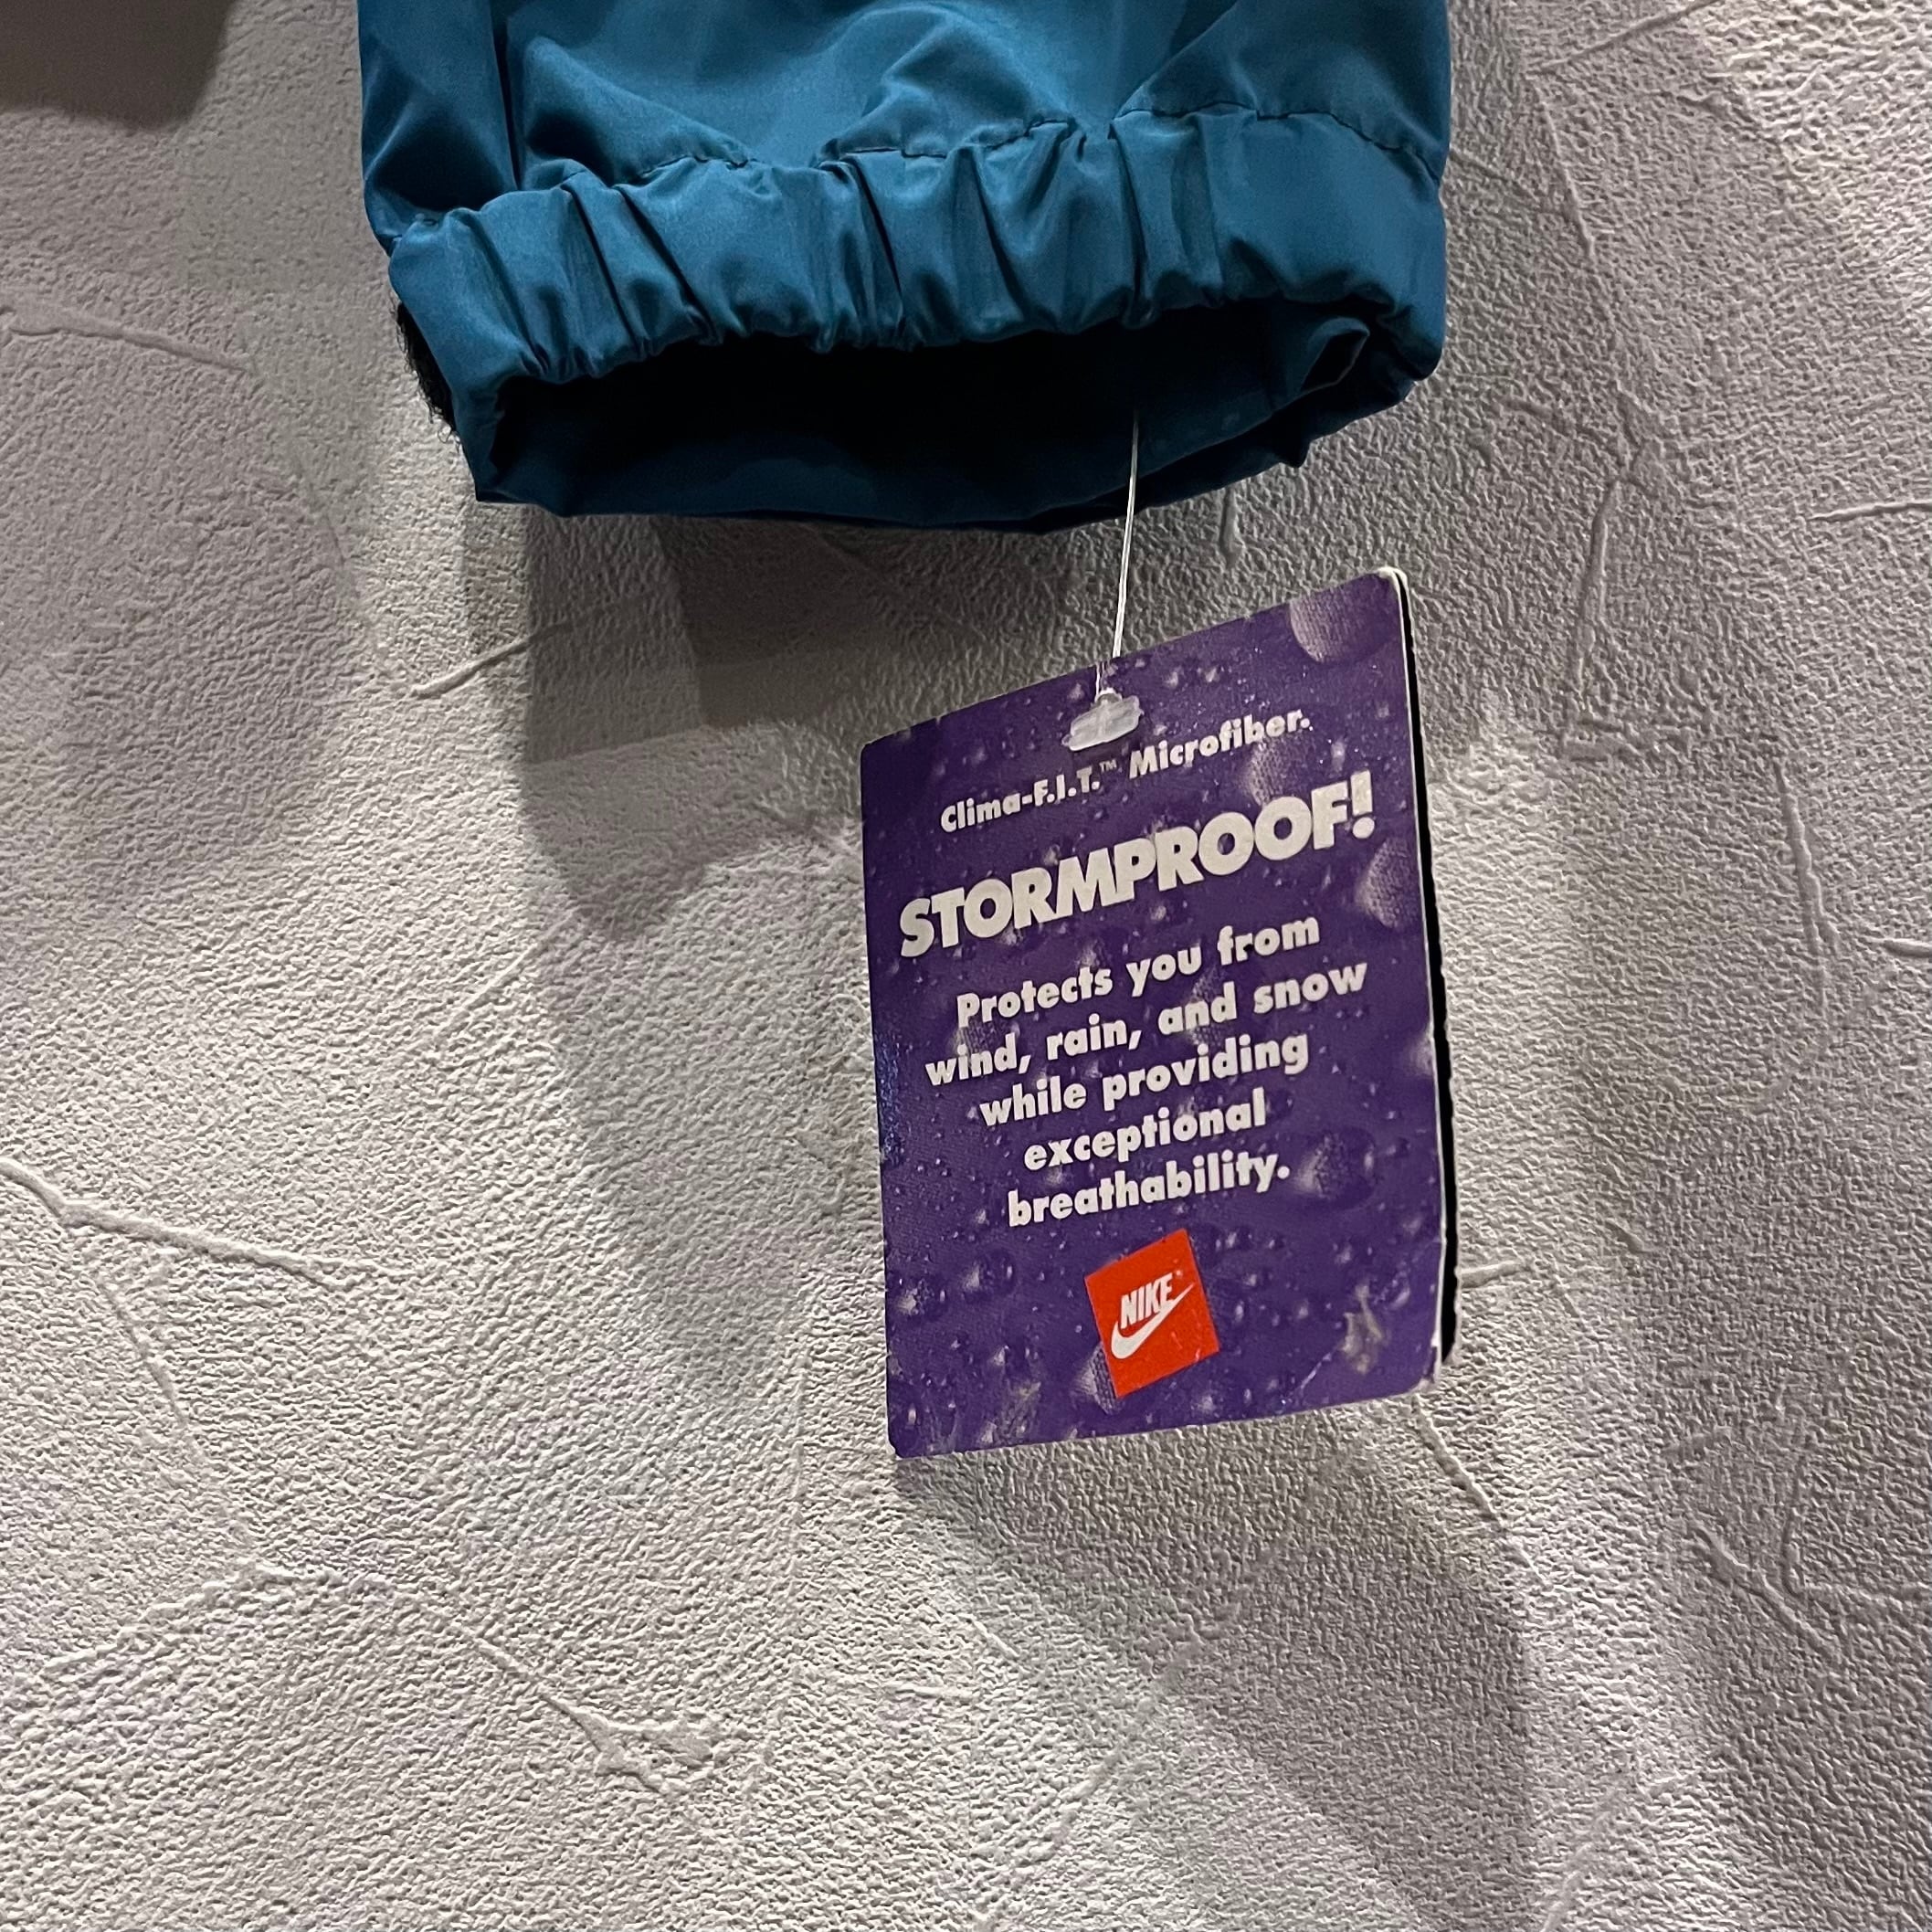 Clima-F.I.T.™ Microfiber.
STORMPROOF!
Protects you from
wind, rain, and snow
while providing
exceptional
breathability.
NIKE